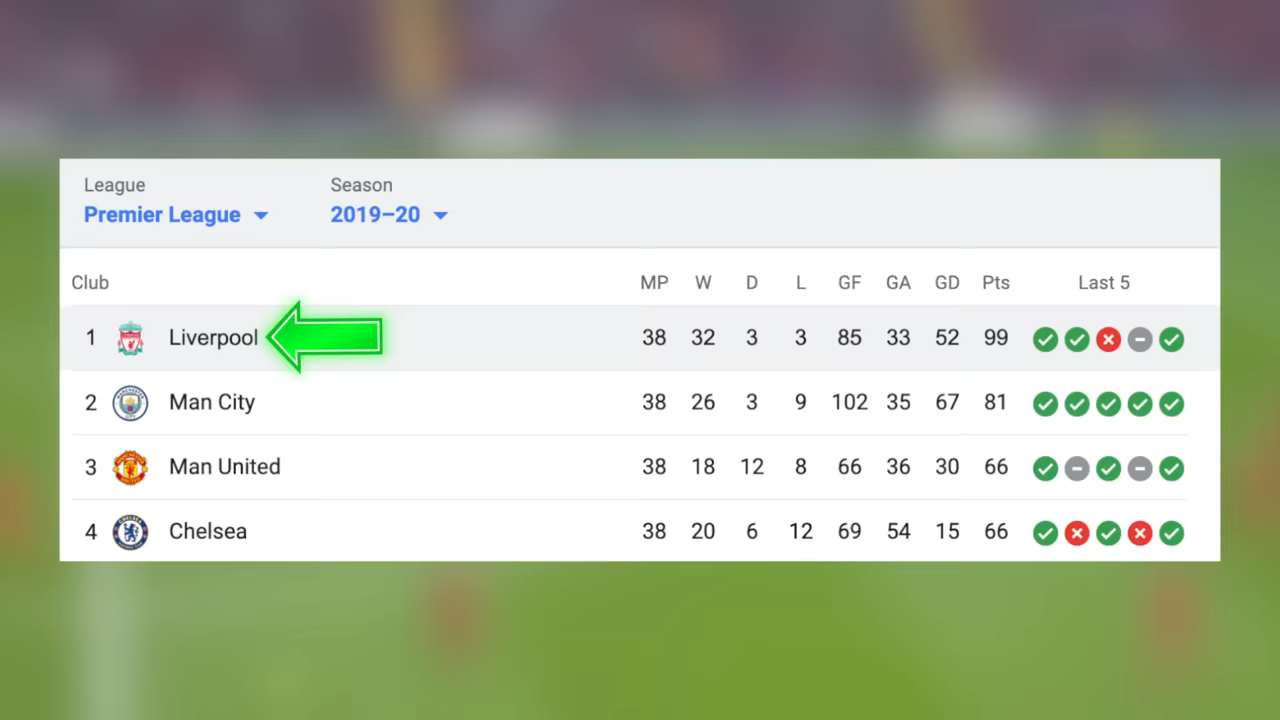 League Season
Premier League 2019–20
Club MP W D L GF GA GD Pts Last 5
1 Liverpool 38 32 3 3 85 33 52 99
2 Man City 38 26 3 9 102 35 67 81
3 Man United 38 18 12 8 66 36 30 66
4 Chelsea 38 20 6 12 69 54 15 66